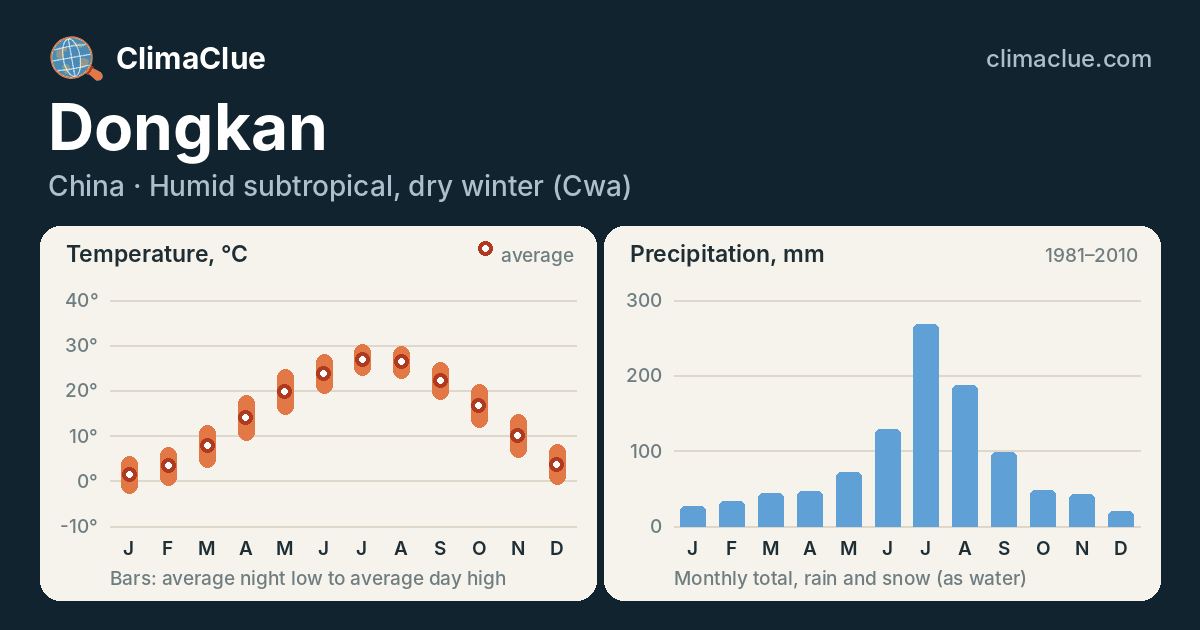 ClimaClue
climaclue.com
Dongkan
China · Humid subtropical, dry winter (Cwa)
Temperature, °C
average
40°
30°
20°
10°
0°
-10°
J F M A M J J A S O N D
Bars: average night low to average day high
Precipitation, mm
1981–2010
300
200
100
0
J F M A M J J A S O N D
Monthly total, rain and snow (as water)